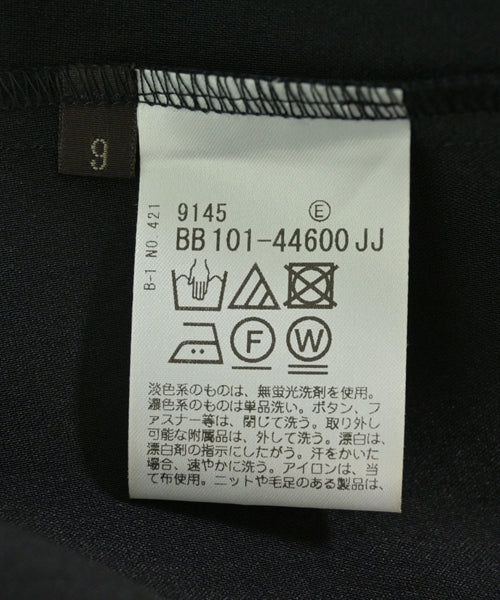 9
B-1 NO.421
9145 E
BB101-44600JJ
F W
淡色系のものは、無蛍光洗剤を使用。
濃色系のものは単品洗い。ボタン、フ
ァスナー等は、閉じて洗う。取り外し
可能な附属品は、外して洗う。漂白は、
漂白剤の指示にしたがう。汗をかいた
場合、速やかに洗う。アイロンは、当
て布使用。ニットや毛足のある製品は、